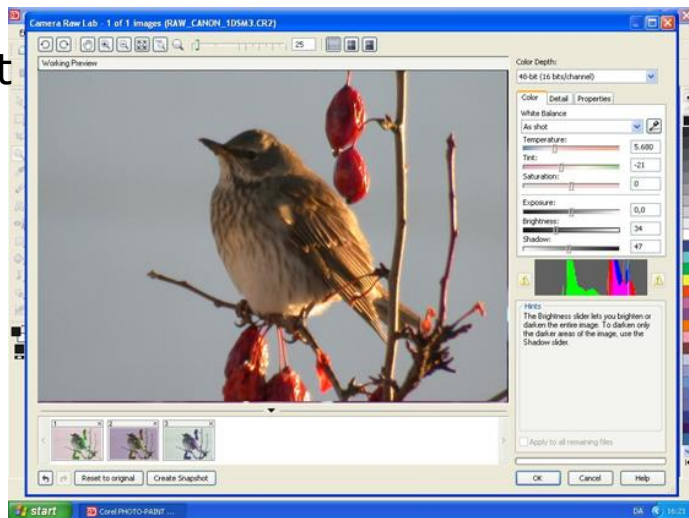 Camera Raw Lab - 1 of 1 images (RAW_CANON_1DSM3.CR2)
25
t
Working Preview
Color Depth:
48-bit (16 bits/channel)
Color Detail Properties
White Balance
As shot
Temperature:
5.680
Tint:
-21
Saturation:
0
Exposure:
0,0
Brightness:
34
Shadow:
47
Hints
The Brightness slider lets you brighten or
darken the entire image. To darken only
the darker areas of the image, use the
Shadow slider.
1 2 3
Apply to all remaining files
Reset to original Create Snapshot
OK Cancel Help
start Corel PHOTO-PAINT ... DA 16:21